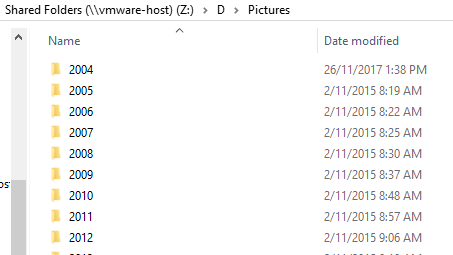 Shared Folders (\\vmware-host) (Z:) > D > Pictures
Name Date modified
2004 26/11/2017 1:38 PM
2005 2/11/2015 8:19 AM
2006 2/11/2015 8:22 AM
2007 2/11/2015 8:25 AM
2008 2/11/2015 8:30 AM
2009 2/11/2015 8:37 AM
2010 2/11/2015 8:48 AM
2011 2/11/2015 8:57 AM
2012 2/11/2015 9:06 AM